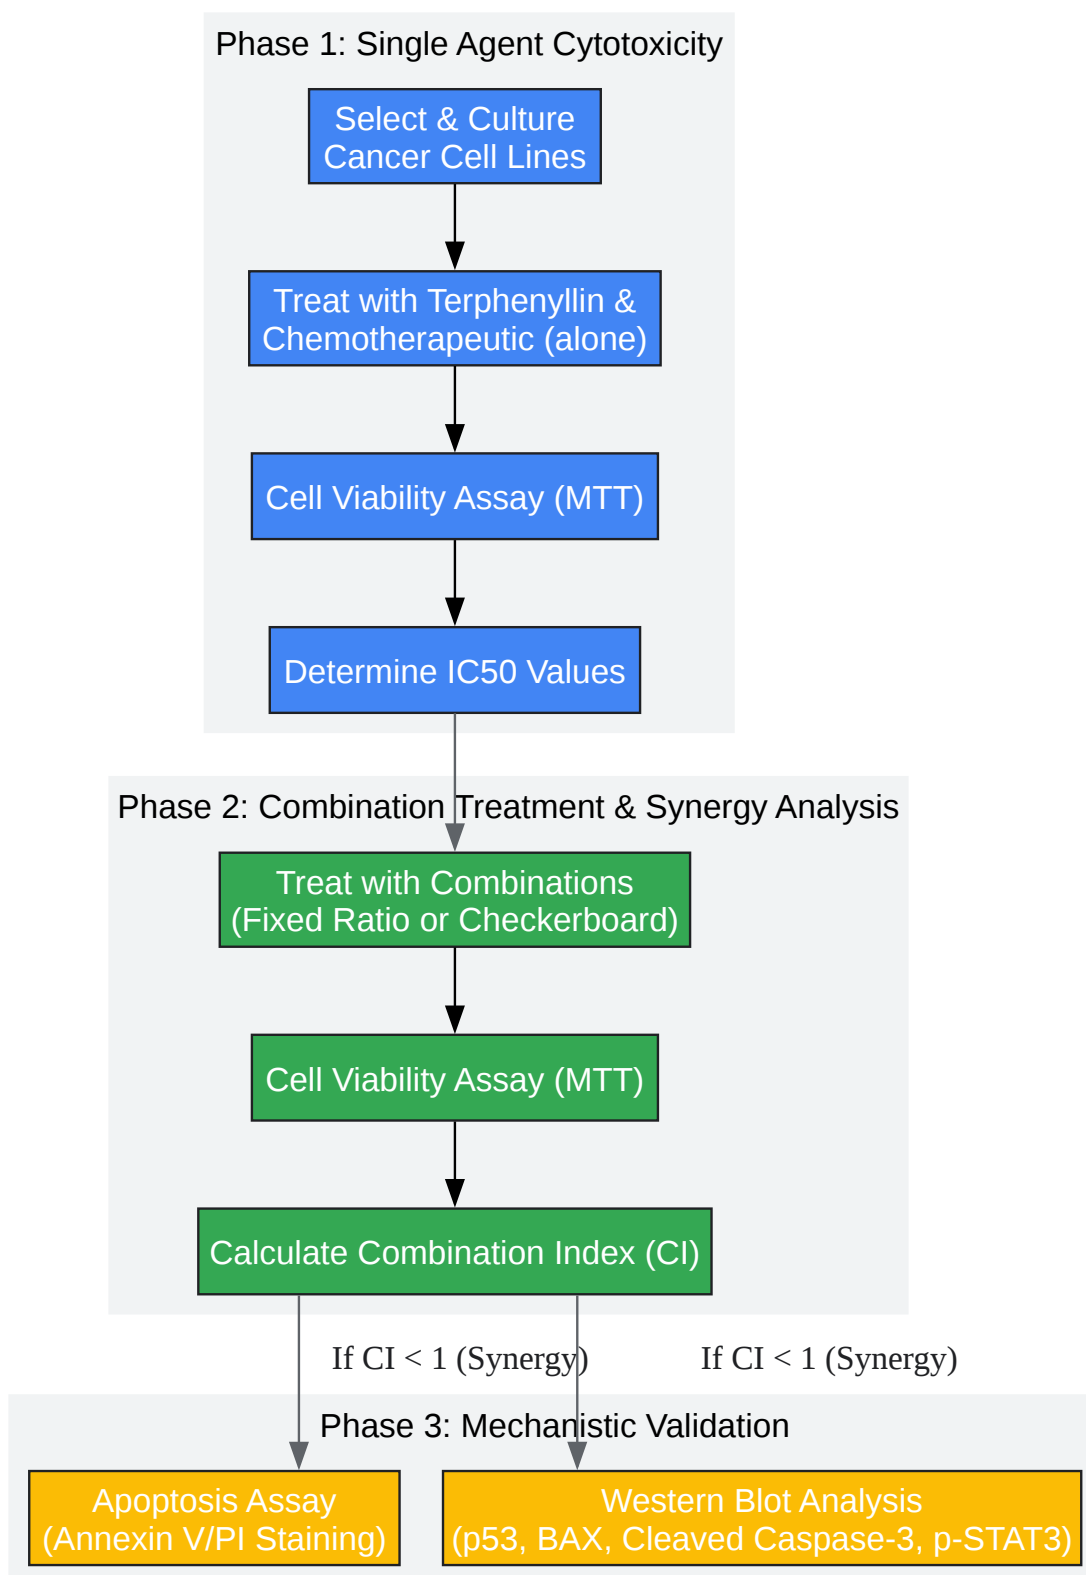 Phase 1: Single Agent Cytotoxicity
Select & Culture
Cancer Cell Lines
Treat with Terphenyllin &
Chemotherapeutic (alone)
Cell Viability Assay (MTT)
Determine IC50 Values
Phase 2: Combination Treatment & Synergy Analysis
Treat with Combinations
(Fixed Ratio or Checkerboard)
Cell Viability Assay (MTT)
Calculate Combination Index (CI)
If CI < 1 (Synergy)
If CI < 1 (Synergy)
Phase 3: Mechanistic Validation
Apoptosis Assay
(Annexin V/PI Staining)
Western Blot Analysis
(p53, BAX, Cleaved Caspase-3, p-STAT3)